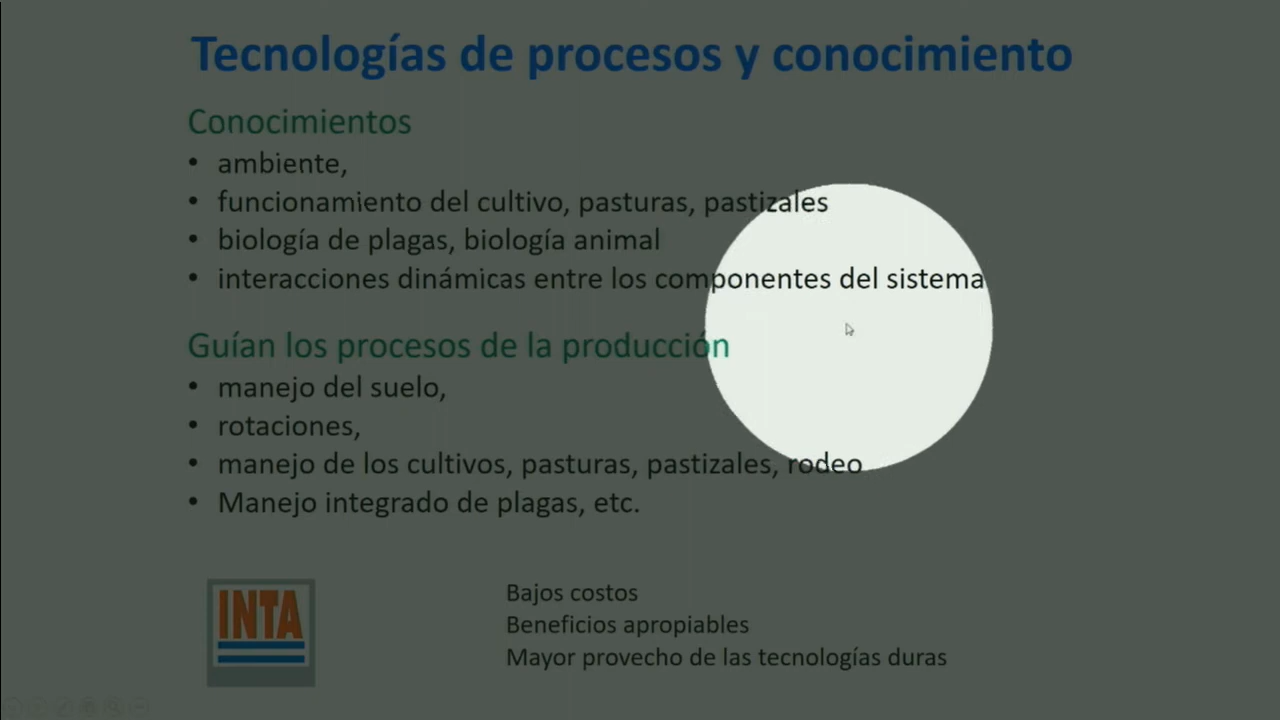 Tecnologías de procesos y conocimiento
Conocimientos
• ambiente,
• funcionamiento del cultivo, pasturas, pastizales
• biología de plagas, biología animal
• interacciones dinámicas entre los componentes del sistema
Guían los procesos de la producción
• manejo del suelo,
• rotaciones,
• manejo de los cultivos, pasturas, pastizales, rodeo
• Manejo integrado de plagas, etc.
INTA
Bajos costos
Beneficios apropiables
Mayor provecho de las tecnologías duras